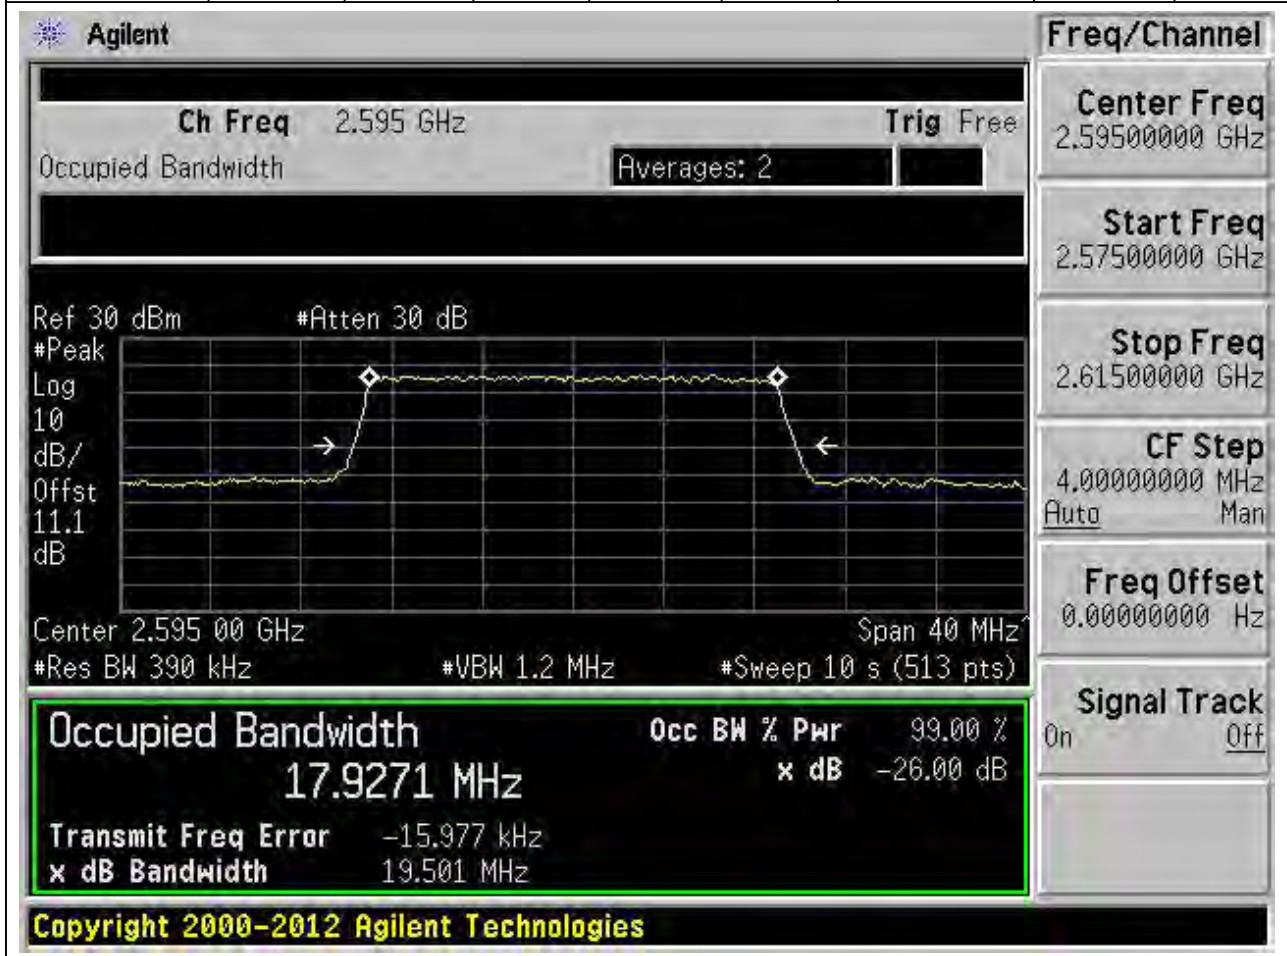 Agilent
Freq/Channel
Ch Freq 2.595 GHz Trig Free
Occupied Bandwidth Averages: 2
Center Freq
2.59500000 GHz
Start Freq
2.57500000 GHz
Stop Freq
2.61500000 GHz
CF Step
4.00000000 MHz
Auto Man
Freq Offset
0.00000000 Hz
Signal Track
On Off
Ref 30 dBm #Atten 30 dB
#Peak
Log
10
dB/
Offst
11.1
dB
Center 2.595 00 GHz Span 40 MHz^
#Res BW 390 kHz #VBW 1.2 MHz #Sweep 10 s (513 pts)
Occupied Bandwidth Occ BW % Pwr 99.00 %
17.9271 MHz x dB -26.00 dB
Transmit Freq Error -15.977 kHz
x dB Bandwidth 19.501 MHz
Copyright 2000-2012 Agilent Technologies